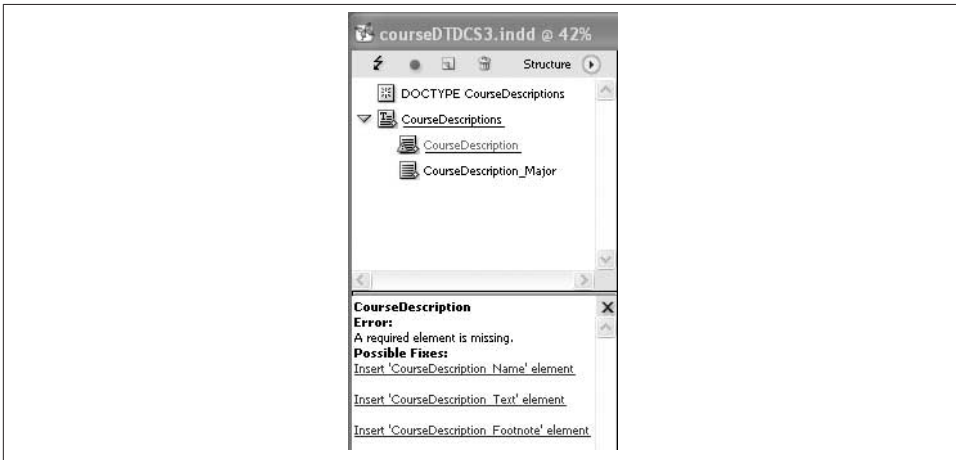 courseDTDCS3.indd @ 42%
Structure
DOCTYPE CourseDescriptions
CourseDescriptions
CourseDescription
CourseDescription_Major
CourseDescription
Error:
A required element is missing.
Possible Fixes:
Insert 'CourseDescription_Name' element
Insert 'CourseDescription_Text' element
Insert 'CourseDescription_Footnote' element